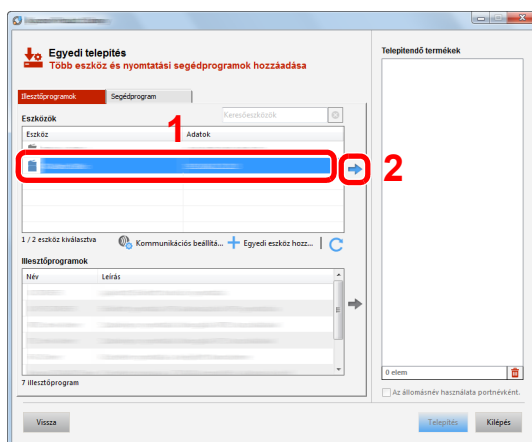 Egyedi telepítés
Több eszköz és nyomtatási segédprogramok hozzáadása
Illesztőprogramok
Segédprogram
Eszközök
Keresőeszközök
Eszköz
Adatok
1
2
1 / 2 eszköz kiválasztva
Kommunikációs beállítá...
Egyedi eszköz hozz...
Illesztőprogramok
Név
Leírás
7 illesztőprogram
Telepítendő termékek
0 elem
Az állomásnév használata portnévként.
Vissza
Telepítés
Kilépés